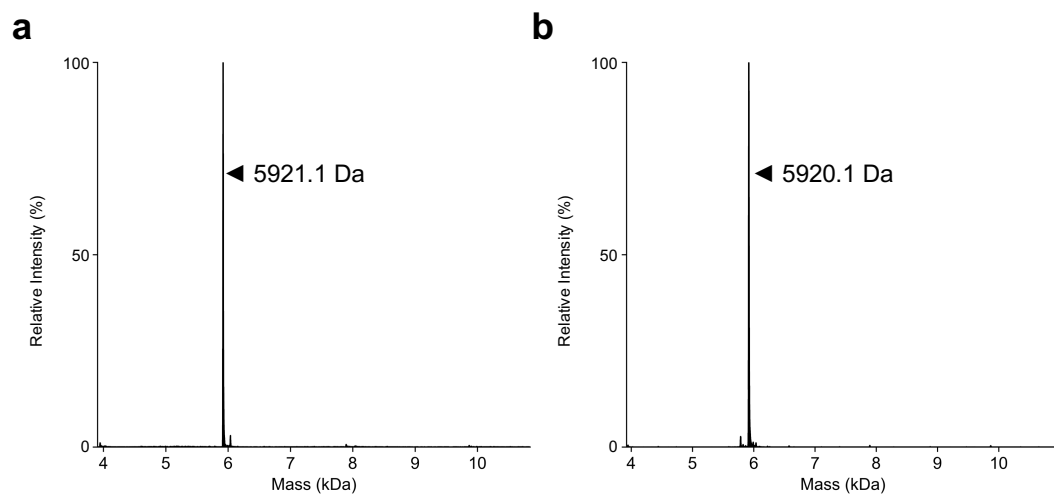 a
100
50
0
Relative Intensity (%)
◄ 5921.1 Da
4 5 6 7 8 9 10
Mass (kDa)
b
100
50
0
Relative Intensity (%)
◄ 5920.1 Da
4 5 6 7 8 9 10
Mass (kDa)